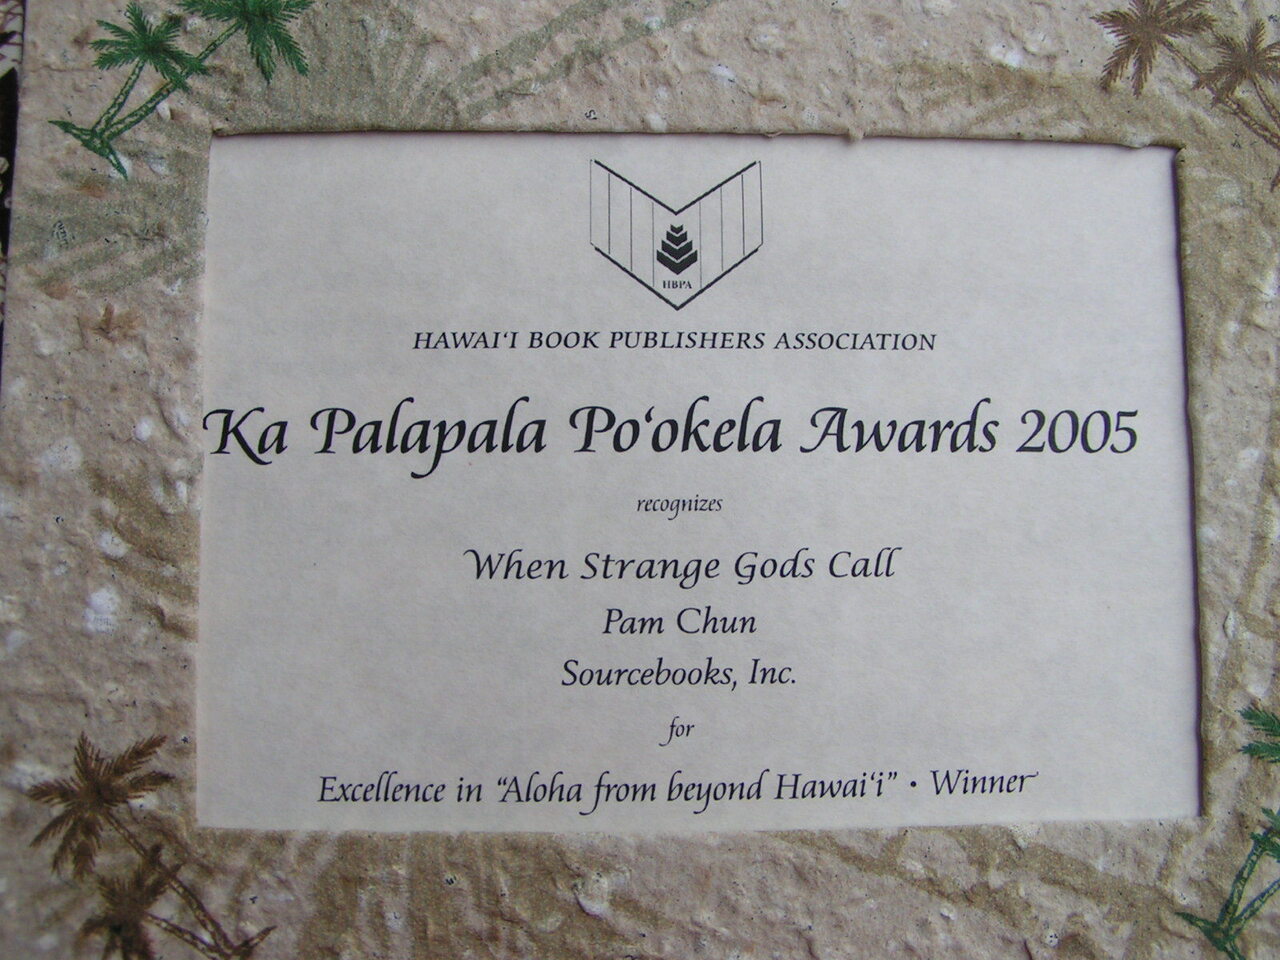 HBPA
HAWAI‘I BOOK PUBLISHERS ASSOCIATION
Ka Palapala Po‘okela Awards 2005
recognizes
When Strange Gods Call
Pam Chun
Sourcebooks, Inc.
for
Excellence in “Aloha from beyond Hawai‘i” • Winner